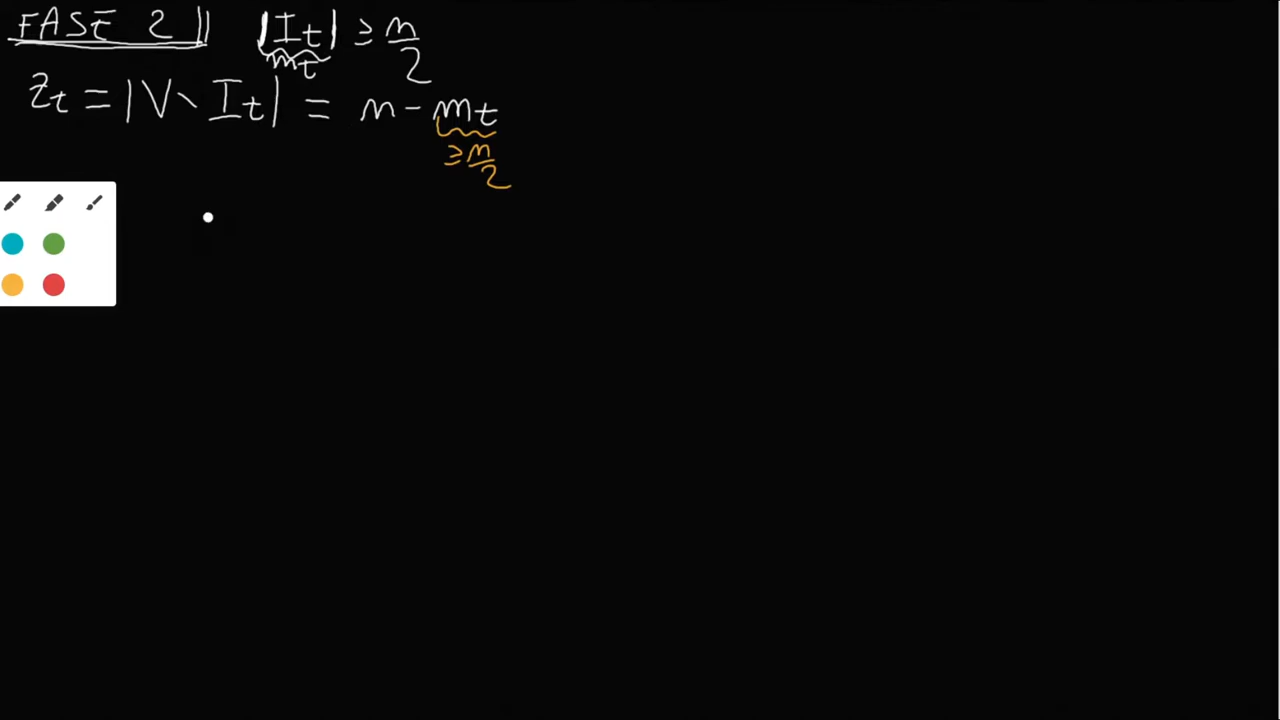 FASE 2 |It| ≥ n/2
mt
Zt = |V \ It| = n - mt
≥ n/2